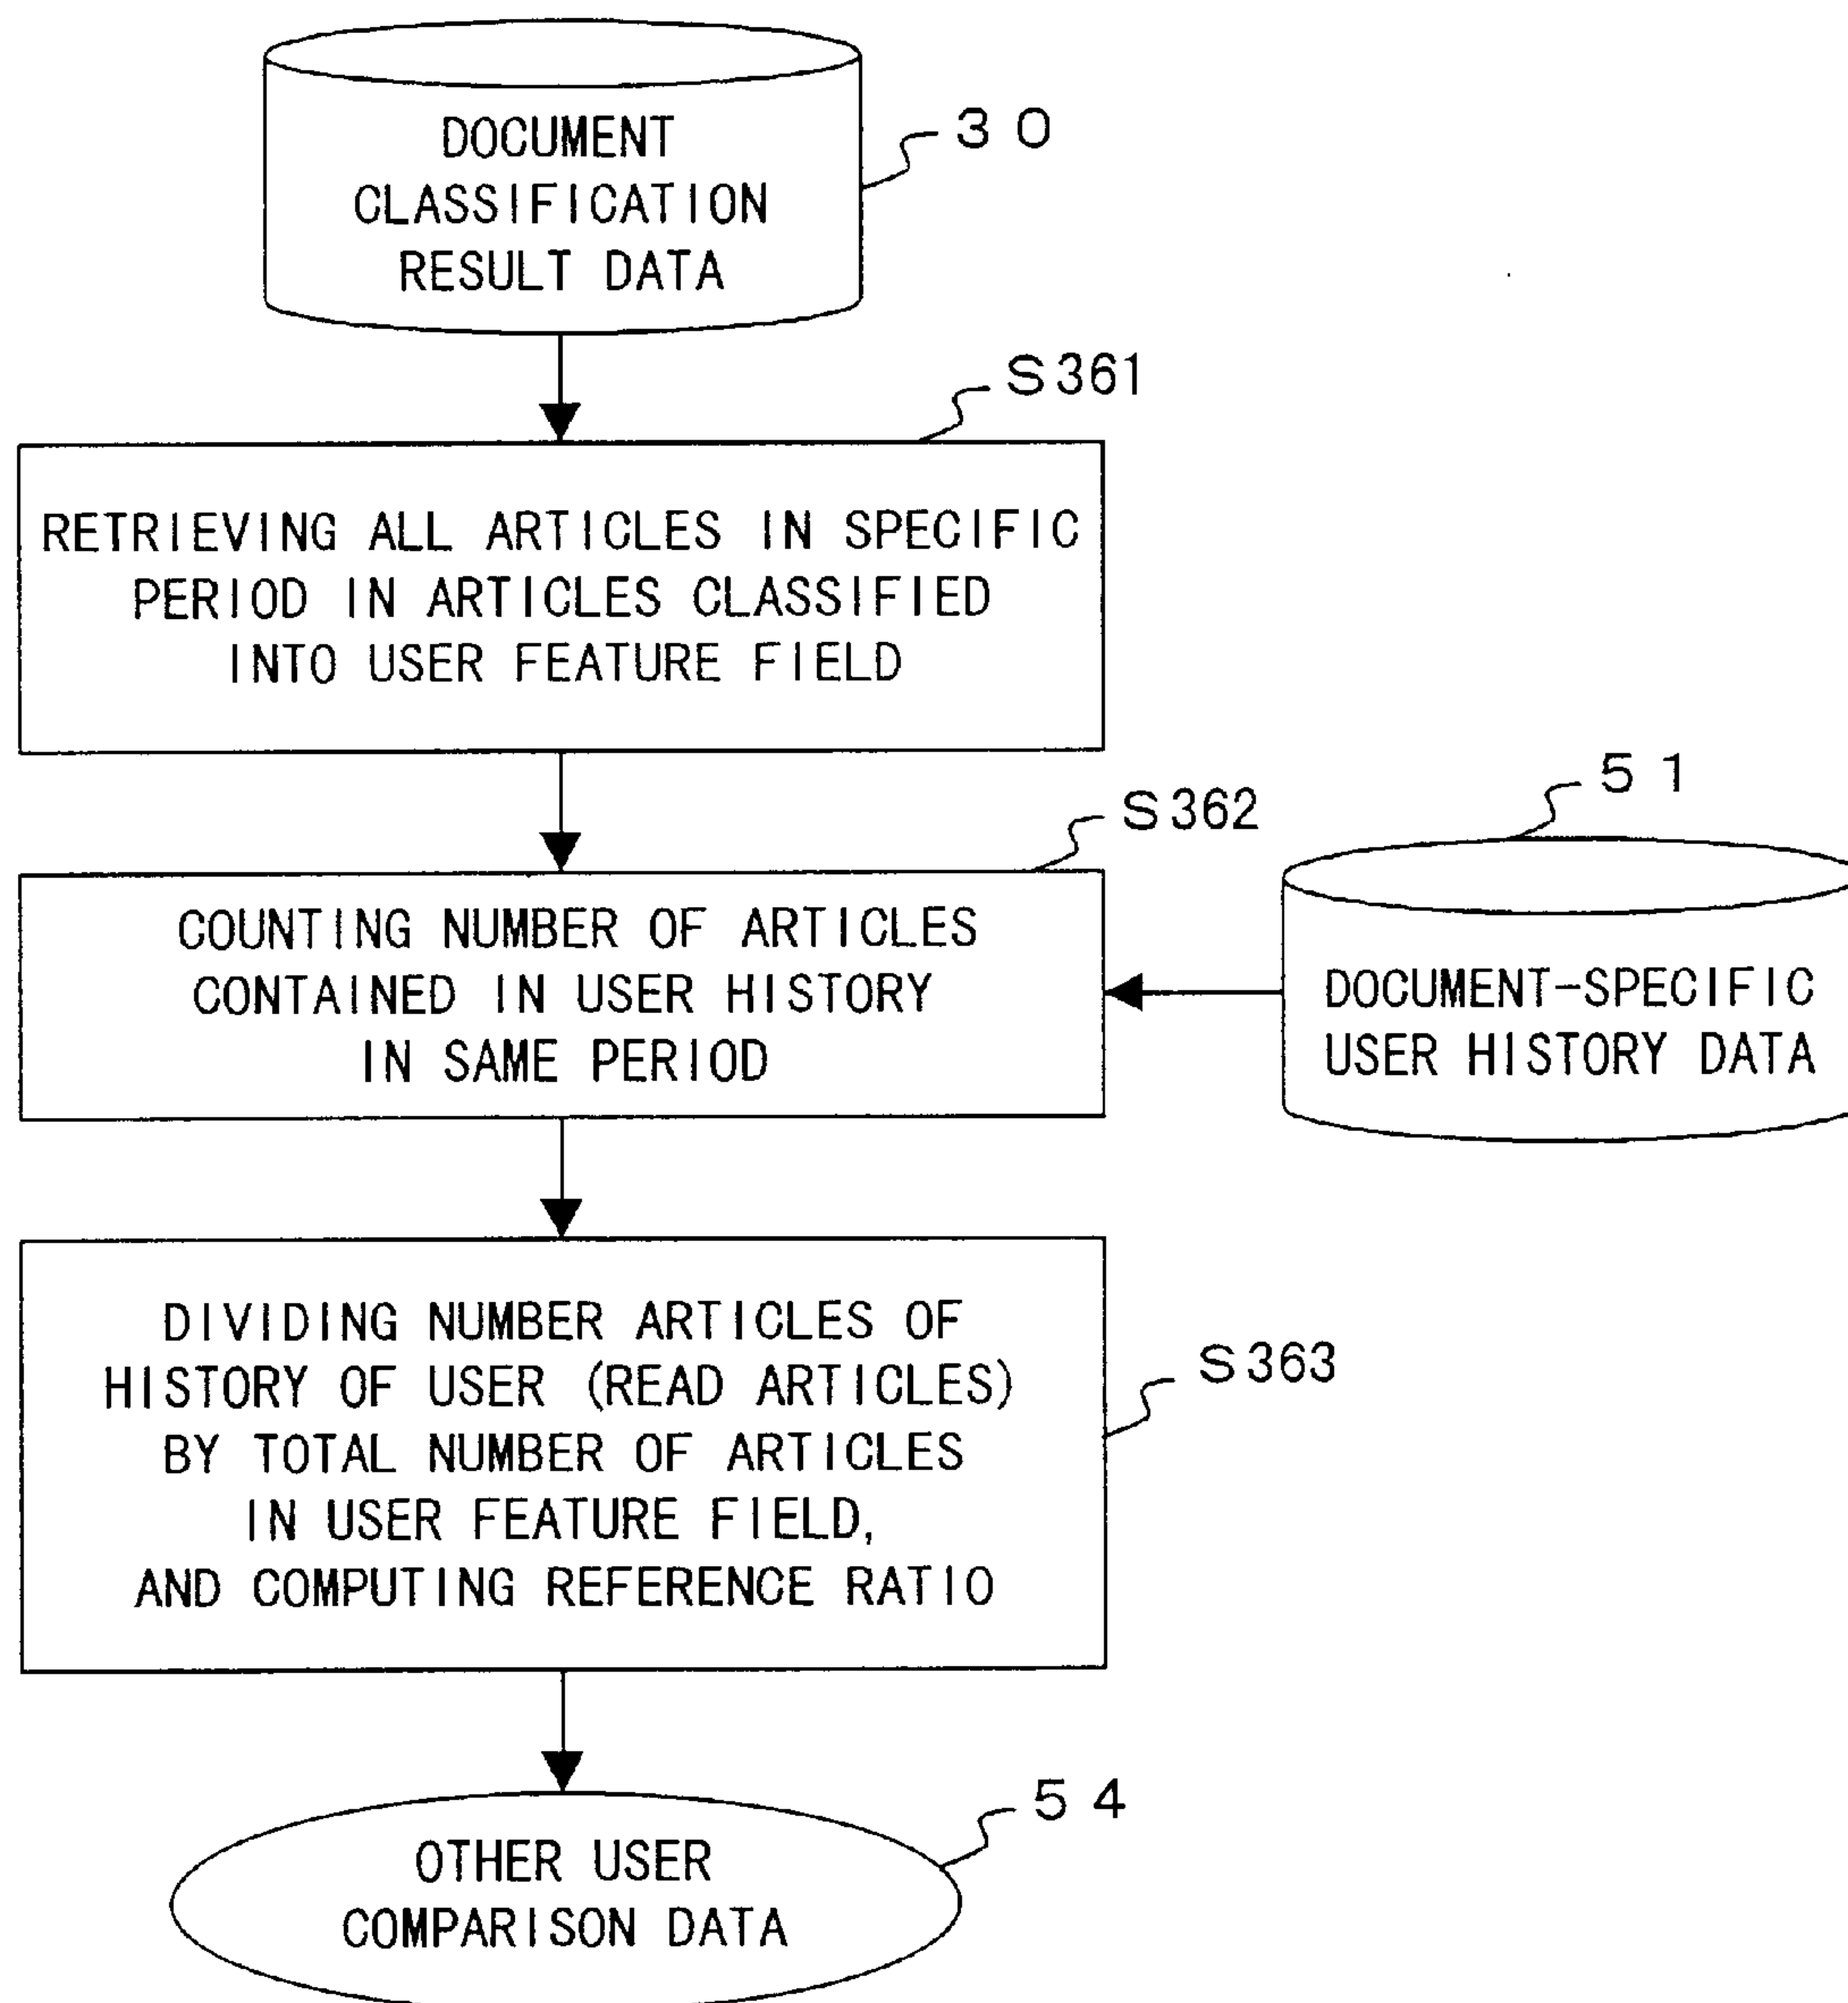 DOCUMENT
CLASSIFICATION
RESULT DATA
30
S361
RETRIEVING ALL ARTICLES IN SPECIFIC
PERIOD IN ARTICLES CLASSIFIED
INTO USER FEATURE FIELD
S362
51
COUNTING NUMBER OF ARTICLES
CONTAINED IN USER HISTORY
IN SAME PERIOD
DOCUMENT-SPECIFIC
USER HISTORY DATA
DIVIDING NUMBER ARTICLES OF
HISTORY OF USER (READ ARTICLES)
BY TOTAL NUMBER OF ARTICLES
IN USER FEATURE FIELD,
AND COMPUTING REFERENCE RATIO
S363
54
OTHER USER
COMPARISON DATA